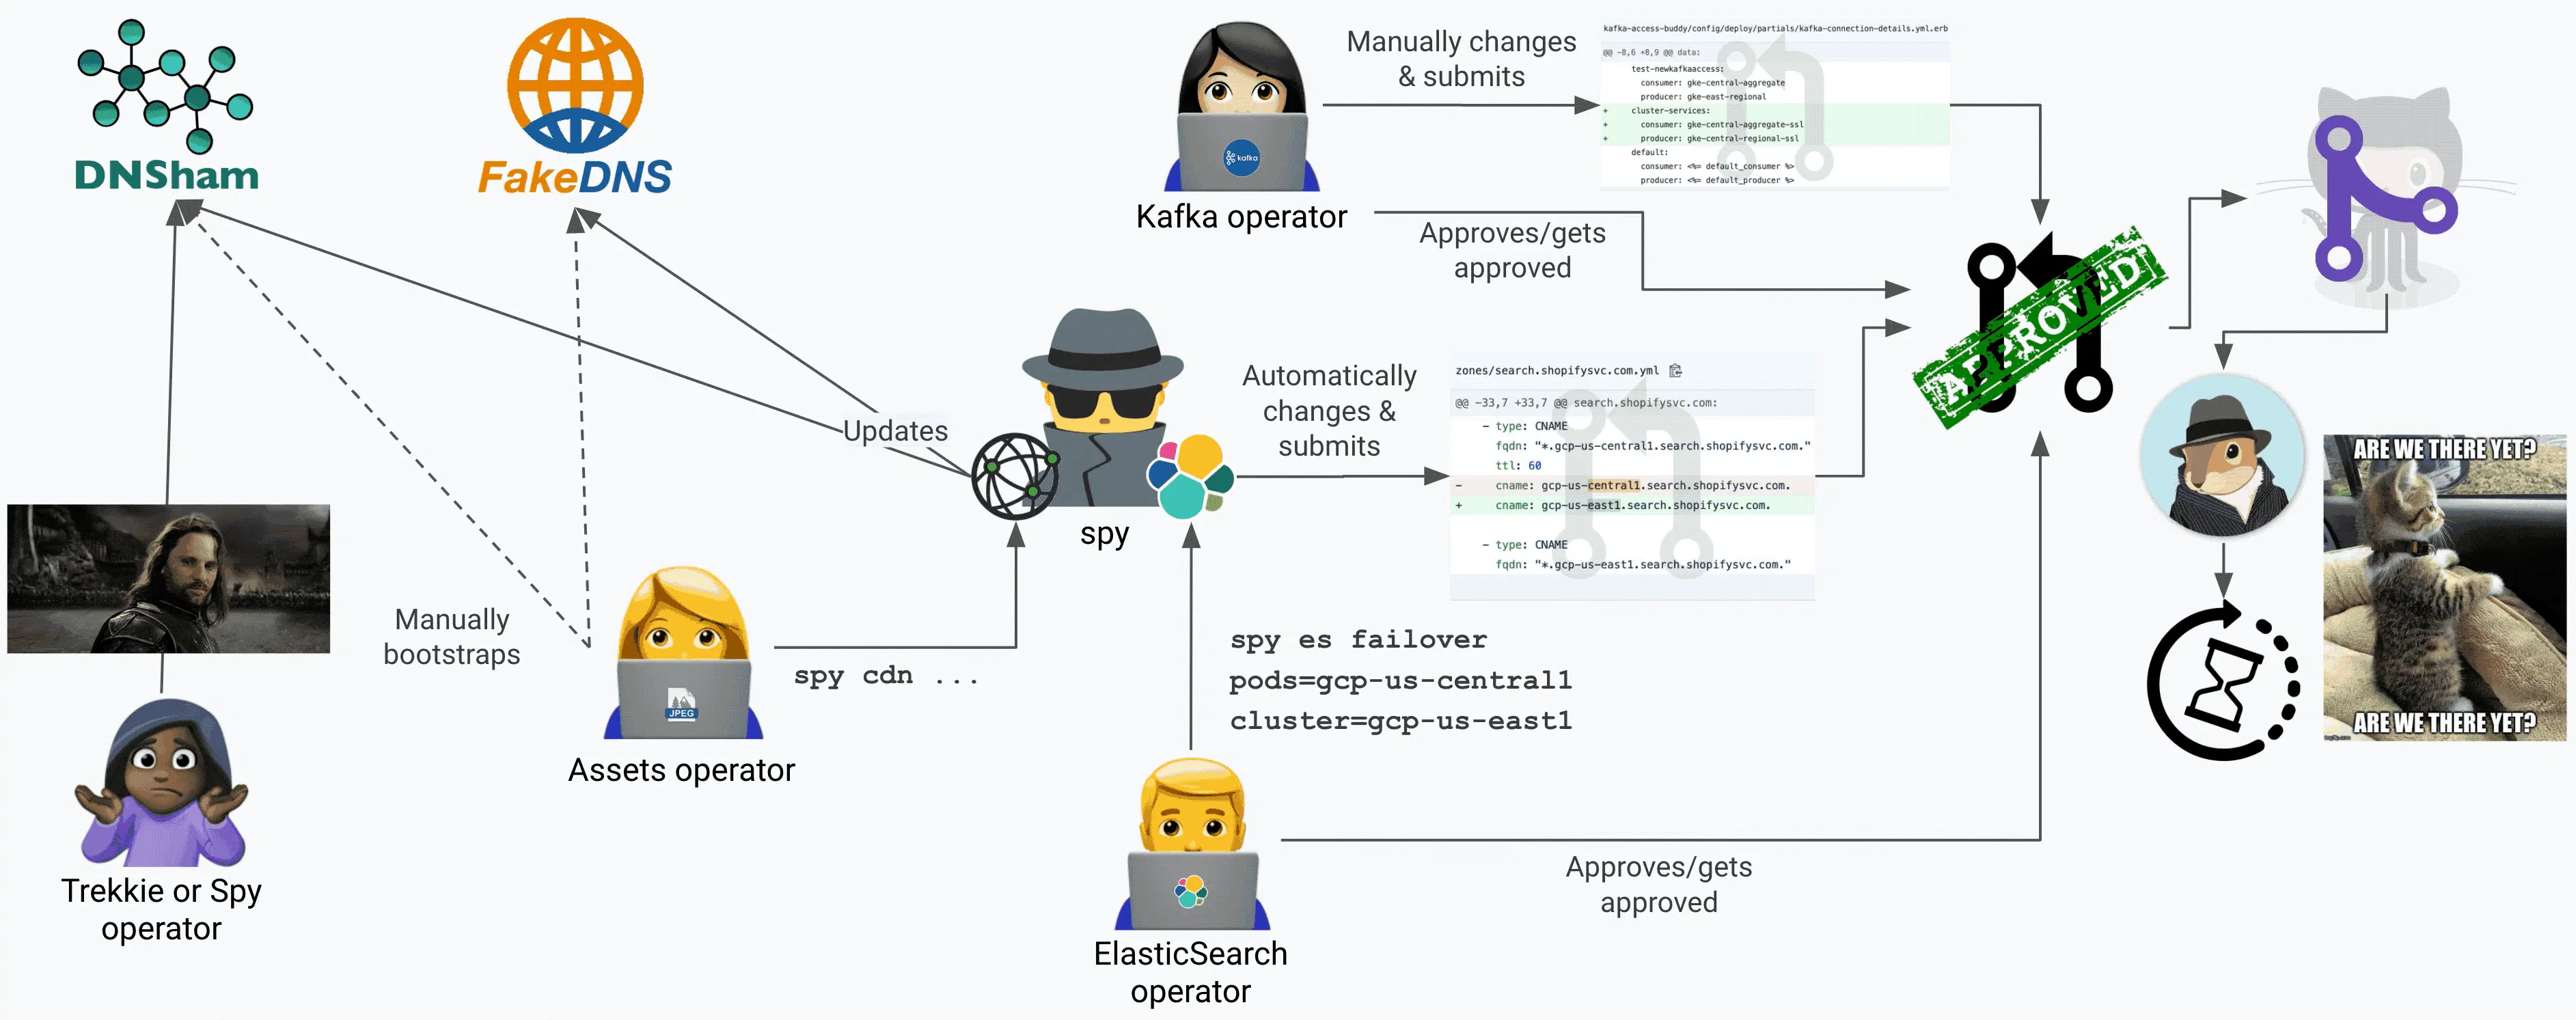 DNSham
FakeDNS
Manually changes
& submits
kafka-access-buddy/config/deploy/partials/kafka-connection-details.yml.erb
@@ -8,6 +8,9 @@ data:
test-newkafkaaccess:
consumer: gke-central-aggregate
producer: gke-east-regional
+ cluster-services:
+ consumer: gke-central-aggregate-ssl
+ producer: gke-central-regional-ssl
default:
consumer: <%= default_consumer %>
producer: <%= default_producer %>
kafka
Kafka operator
Approves/gets
approved
APPROVED
Updates
spy
Automatically
changes &
submits
zones/search.shopifysvc.com.yml
@@ -33,7 +33,7 @@ search.shopifysvc.com:
- type: CNAME
fqdn: "*.gcp-us-central1.search.shopifysvc.com."
ttl: 60
- cname: gcp-us-central1.search.shopifysvc.com.
+ cname: gcp-us-east1.search.shopifysvc.com.
- type: CNAME
fqdn: "*.gcp-us-east1.search.shopifysvc.com."
ARE WE THERE YET?
ARE WE THERE YET?
Manually
bootstraps
JPEG
spy cdn ...
Assets operator
spy es failover
pods=gcp-us-central1
cluster=gcp-us-east1
Trekkie or Spy
operator
Approves/gets
approved
ElasticSearch
operator